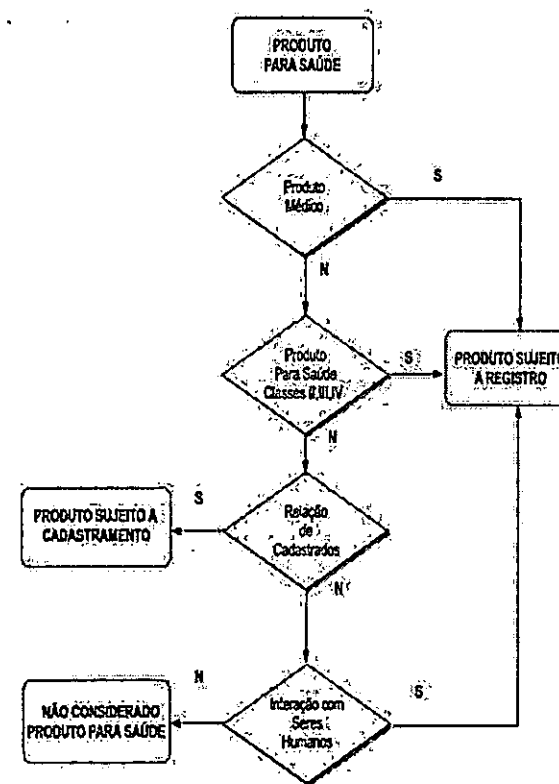 PRODUTO
PARA SAÚDE
Produto
Médico
S
N
Produto
Para Saúde
Classes II,III,IV
S
PRODUTO SUJEITO
A REGISTRO
N
S
PRODUTO SUJEITO A
CADASTRAMENTO
Relação
de
Cadastrados
N
N
NÃO CONSIDERADO
PRODUTO PARA SAÚDE
Interação com
Seres
Humanos
S